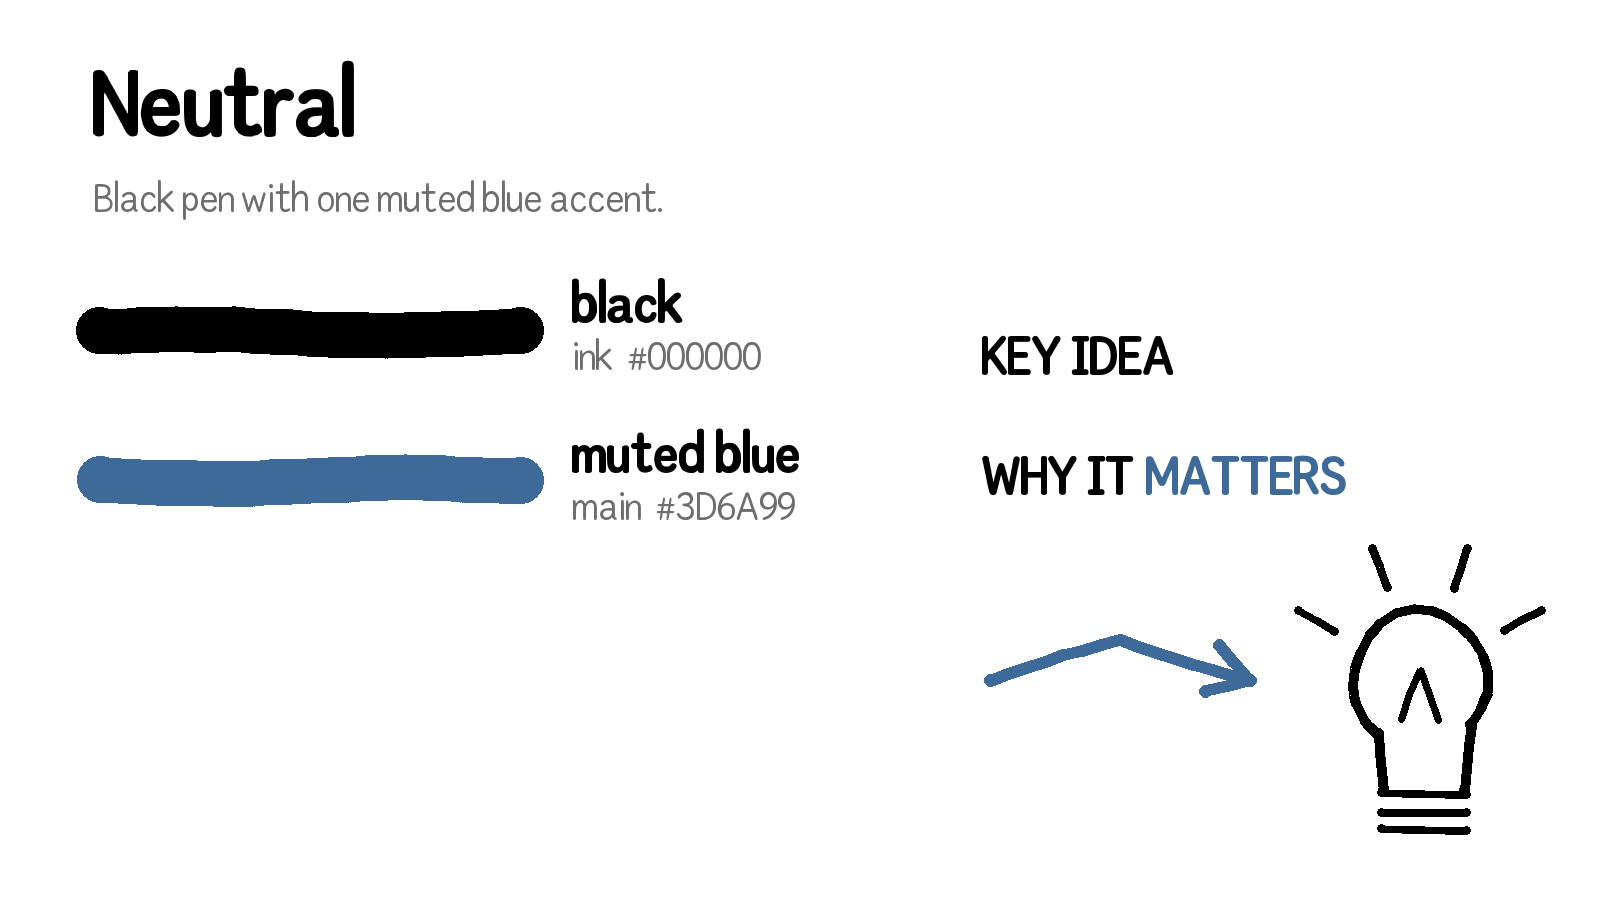 Neutral
Black pen with one muted blue accent.
black
ink #000000
muted blue
main #3D6A99
KEY IDEA
WHY IT MATTERS